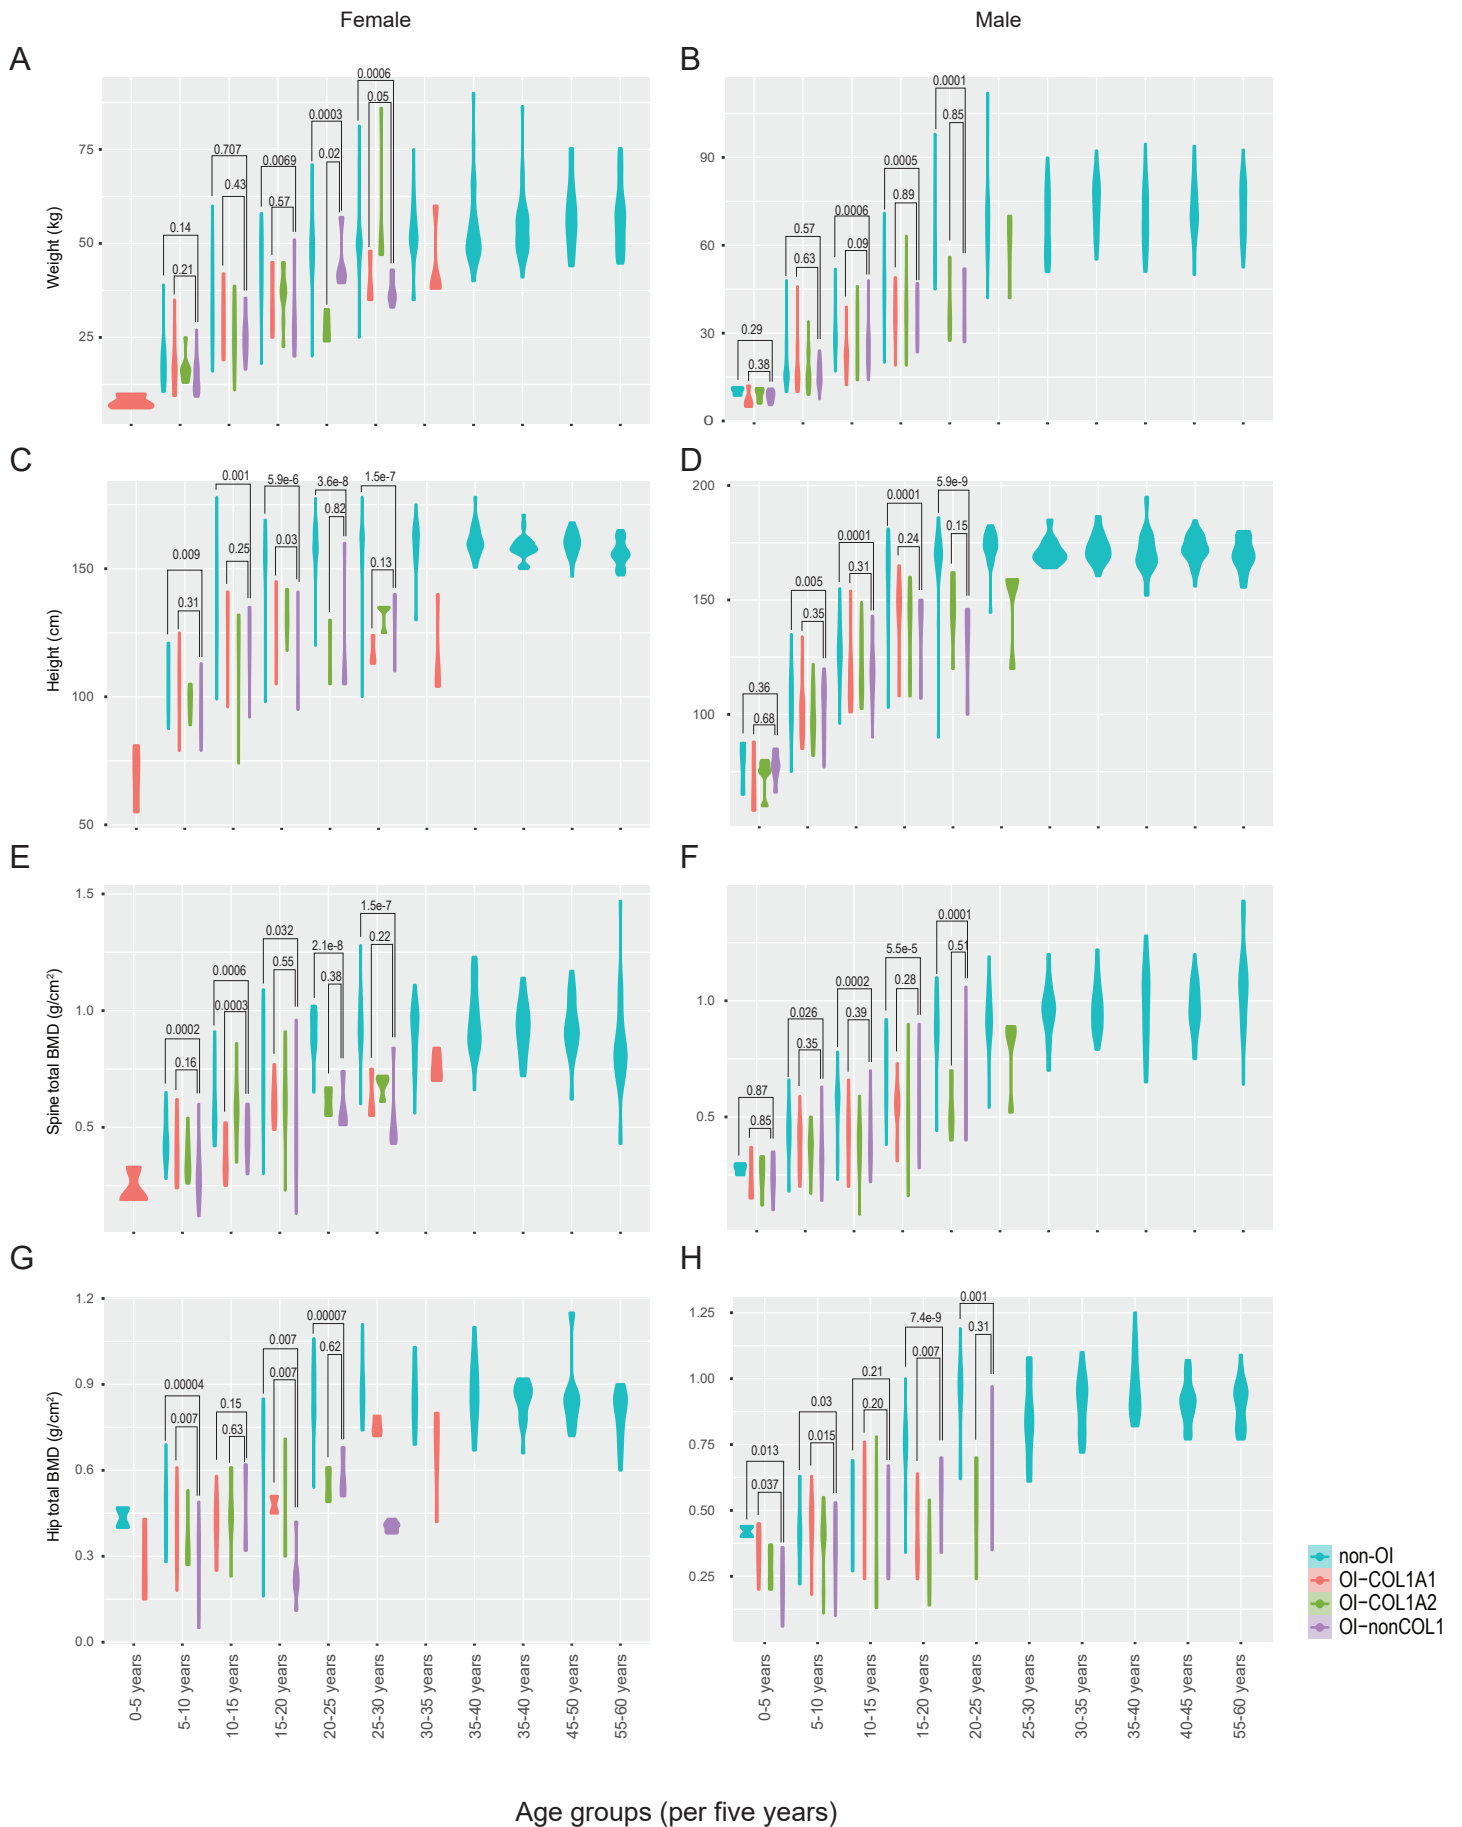 Female
Male
A
0.0006
0.05
0.0003
0.02
0.707
0.0069
0.43
0.57
0.14
0.21
75
50
25
Weight (kg)
B
0.0001
0.85
0.0005
0.89
0.0006
0.09
0.57
0.63
0.29
0.38
90
60
30
O
C
0.001
5.9e-6
3.6e-8
1.5e-7
0.82
0.03
0.25
0.009
0.13
0.31
150
100
50
Height (cm)
D
200
150
100
5.9e-9
0.0001
0.15
0.24
0.0001
0.31
0.005
0.35
0.36
0.68
E
1.5
1.0
0.5
Spine total BMD (g/cm²)
1.5e-7
0.22
0.032
2.1e-8
0.55
0.38
0.0006
0.0003
0.0002
0.16
F
1.0
0.5
0.0001
0.51
5.5e-5
0.28
0.0002
0.39
0.026
0.35
0.87
0.85
G
1.2
0.9
0.6
0.3
0.0
Hip total BMD (g/cm²)
0.00007
0.62
0.007
0.007
0.00004
0.007
0.15
0.63
H
1.25
1.00
0.75
0.50
0.25
0.001
0.31
7.4e-9
0.007
0.21
0.20
0.03
0.015
0.013
0.037
non-OI
OI-COL1A1
OI-COL1A2
OI-nonCOL1
0-5 years
5-10 years
10-15 years
15-20 years
20-25 years
25-30 years
30-35 years
35-40 years
35-40 years
45-50 years
55-60 years
0-5 years
5-10 years
10-15 years
15-20 years
20-25 years
25-30 years
30-35 years
35-40 years
40-45 years
55-60 years
Age groups (per five years)